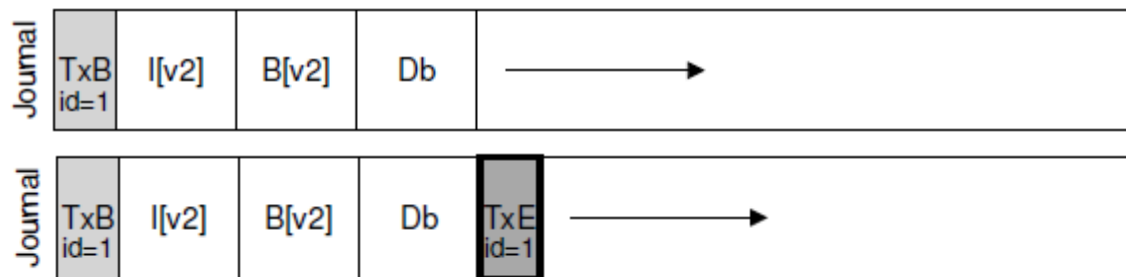 Journal
TxB I[v2] B[v2] Db
id=1
Journal
TxB I[v2] B[v2] Db TxE
id=1 id=1